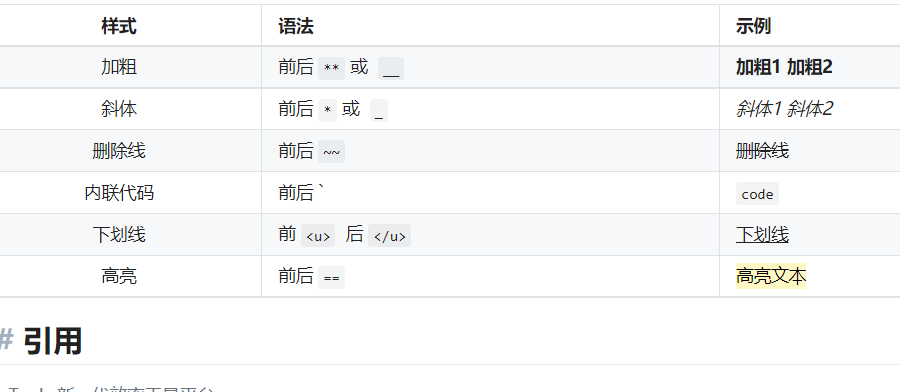 样式 语法 示例
加粗 前后 ** 或 __ 加粗1 加粗2
斜体 前后 * 或 _ 斜体1 斜体2
删除线 前后 ~~ 删除线
内联代码 前后 ` code
下划线 前 <u> 后 </u> 下划线
高亮 前后 == 高亮文本
# 引用